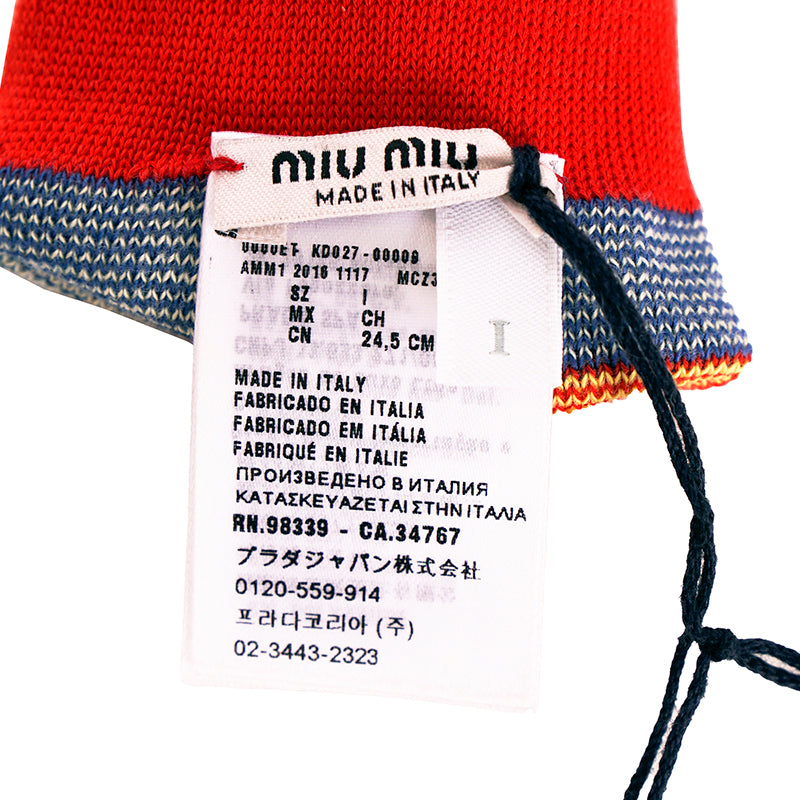 MIU MIU
MADE IN ITALY
KD027-00009
AMM1 2016 1117 MCZ3
SZ I
MX CH
CN 24,5 CM
I
MADE IN ITALY
FABRICADO EN ITALIA
FABRICADO EM ITÁLIA
FABRIQUÉ EN ITALIE
ПРОИЗВЕДЕНО В ИТАЛИЯ
ΚΑΤΑΣΚΕΥΑΖΕΤΑΙ ΣΤΗΝ ΙΤΑΛΙΑ
RN.98339 - CA.34767
プラダジャパン株式会社
0120-559-914
프라다코리아 (주)
02-3443-2323